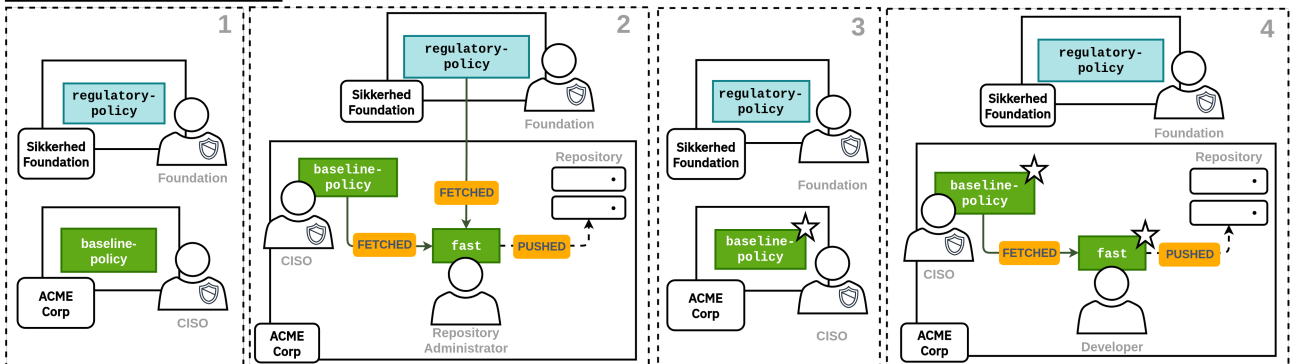 1
regulatory-
policy
Sikkerhed
Foundation
Foundation
baseline-
policy
ACME
Corp
CISO
2
regulatory-
policy
Sikkerhed
Foundation
Foundation
Repository
baseline-
policy
FETCHED
CISO
FETCHED
fast
PUSHED
Repository
Administrator
ACME
Corp
3
regulatory-
policy
Sikkerhed
Foundation
Foundation
baseline-
policy
ACME
Corp
CISO
4
regulatory-
policy
Sikkerhed
Foundation
Foundation
Repository
baseline-
policy
CISO
FETCHED
fast
PUSHED
Developer
ACME
Corp